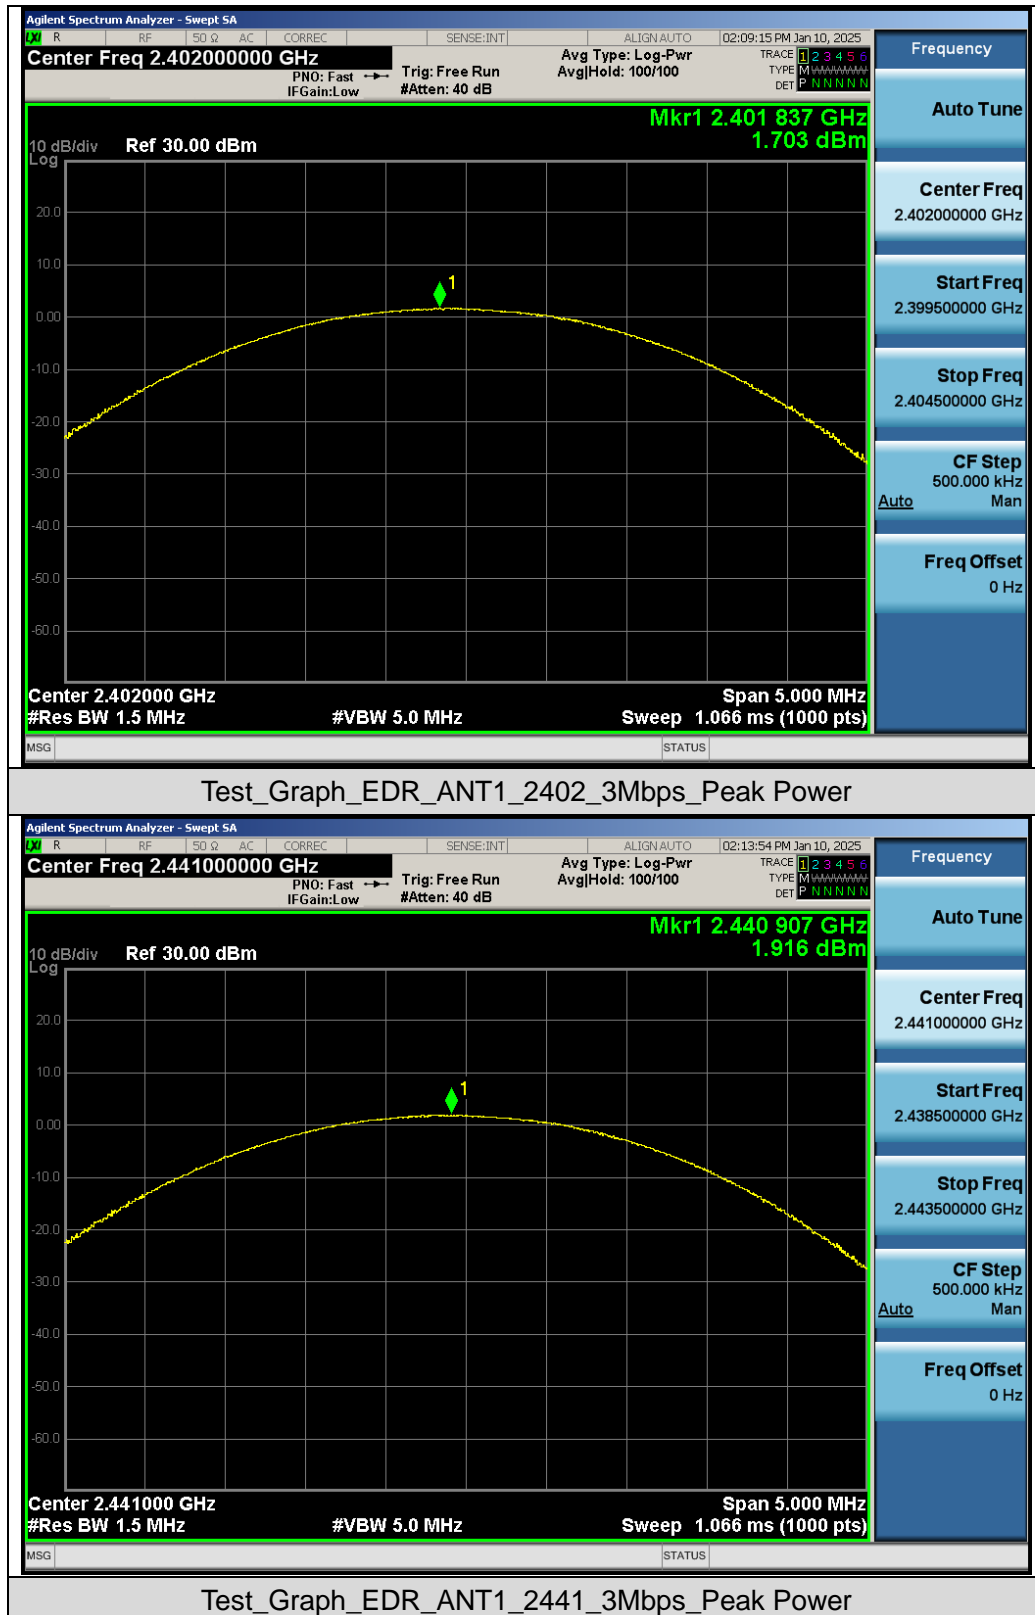 Agilent Spectrum Analyzer - Swept SA
LXI R RF 50 Ω AC CORREC SENSE:INT ALIGN AUTO 02:09:15 PM Jan 10, 2025
Center Freq 2.402000000 GHz
PNO: Fast
IFGain:Low
Trig: Free Run
#Atten: 40 dB
Avg Type: Log-Pwr
Avg|Hold: 100/100
TRACE 1 2 3 4 5 6
TYPE M
DET P N N N N N
Mkr1 2.401 837 GHz
1.703 dBm
10 dB/div Ref 30.00 dBm
Log
20.0
10.0
1
0.00
-10.0
-20.0
-30.0
-40.0
-50.0
-60.0
Center 2.402000 GHz Span 5.000 MHz
#Res BW 1.5 MHz #VBW 5.0 MHz Sweep 1.066 ms (1000 pts)
MSG STATUS
Frequency
Auto Tune
Center Freq
2.402000000 GHz
Start Freq
2.399500000 GHz
Stop Freq
2.404500000 GHz
CF Step
500.000 kHz
Auto Man
Freq Offset
0 Hz
Test_Graph_EDR_ANT1_2402_3Mbps_Peak Power
Agilent Spectrum Analyzer - Swept SA
LXI R RF 50 Ω AC CORREC SENSE:INT ALIGN AUTO 02:13:54 PM Jan 10, 2025
Center Freq 2.441000000 GHz
PNO: Fast
IFGain:Low
Trig: Free Run
#Atten: 40 dB
Avg Type: Log-Pwr
Avg|Hold: 100/100
TRACE 1 2 3 4 5 6
TYPE M
DET P N N N N N
Mkr1 2.440 907 GHz
1.916 dBm
10 dB/div Ref 30.00 dBm
Log
20.0
10.0
1
0.00
-10.0
-20.0
-30.0
-40.0
-50.0
-60.0
Center 2.441000 GHz Span 5.000 MHz
#Res BW 1.5 MHz #VBW 5.0 MHz Sweep 1.066 ms (1000 pts)
MSG STATUS
Frequency
Auto Tune
Center Freq
2.441000000 GHz
Start Freq
2.438500000 GHz
Stop Freq
2.443500000 GHz
CF Step
500.000 kHz
Auto Man
Freq Offset
0 Hz
Test_Graph_EDR_ANT1_2441_3Mbps_Peak Power